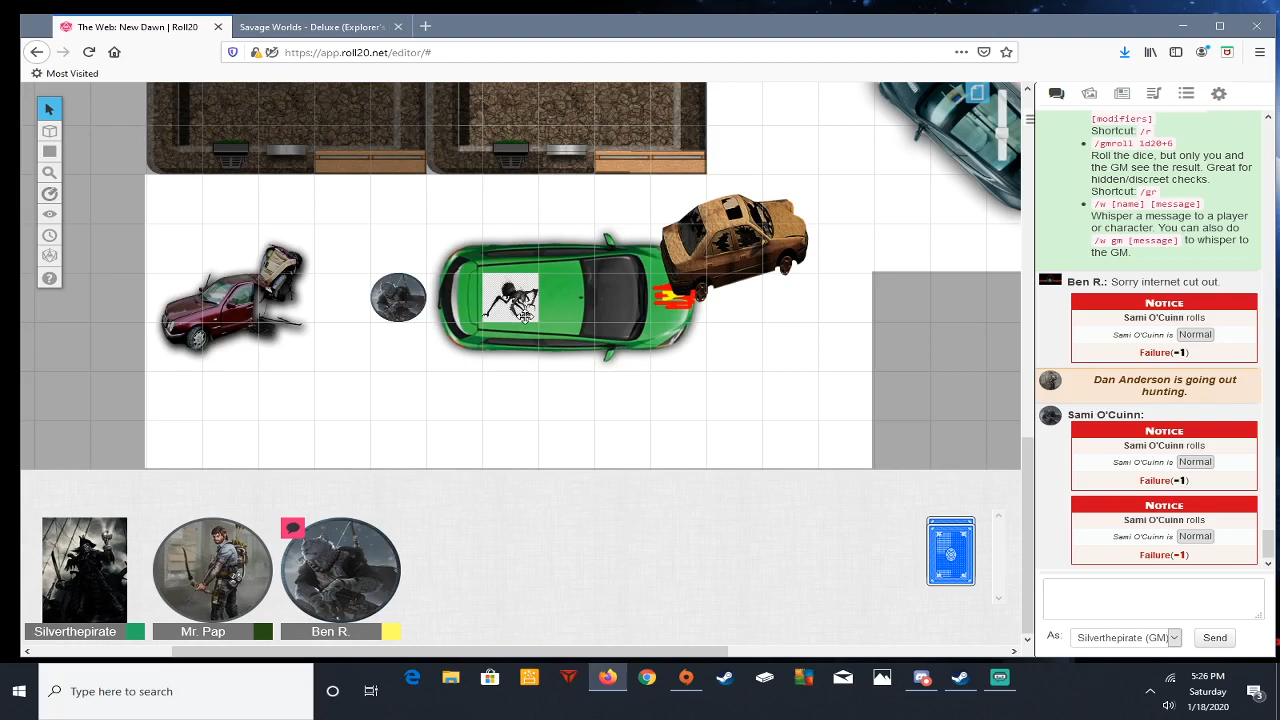 The Web: New Dawn | Roll20
Savage Worlds - Deluxe (Explorer's
https://app.roll20.net/editor/#
Most Visited
[modifiers]
Shortcut: /r
/gmroll 1d20+6
Roll the dice, but only you and
the GM see the result. Great for
hidden/discreet checks.
Shortcut: /gr
/w [name] [message]
Whisper a message to a player
or character. You can also do
/w gm [message] to whisper to
the GM.
Ben R.: Sorry internet cut out.
NOTICE
Sami O'Cuinn rolls
Sami O'Cuinn is Normal
Failure(-1)
Dan Anderson is going out
hunting.
Sami O'Cuinn:
NOTICE
Sami O'Cuinn rolls
Sami O'Cuinn is Normal
Failure(-1)
NOTICE
Sami O'Cuinn rolls
Sami O'Cuinn is Normal
Failure(-1)
As: Silverthepirate (GM) Send
Silverthepirate
Mr. Pap
Ben R.
Type here to search
5:26 PM
Saturday
1/18/2020
3